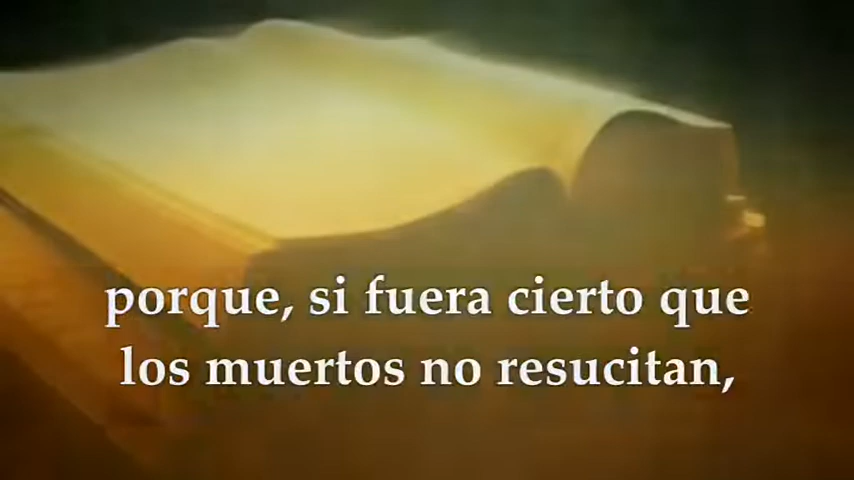 porque, si fuera cierto que
los muertos no resucitan,